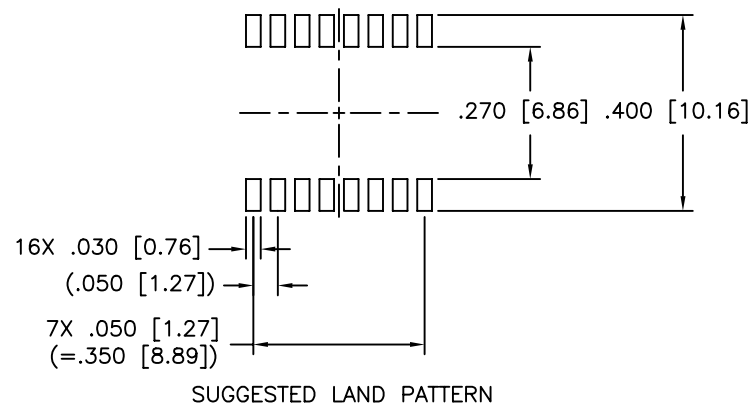 .270 [6.86] .400 [10.16]
16X .030 [0.76]
(.050 [1.27])
7X .050 [1.27]
(=.350 [8.89])
SUGGESTED LAND PATTERN